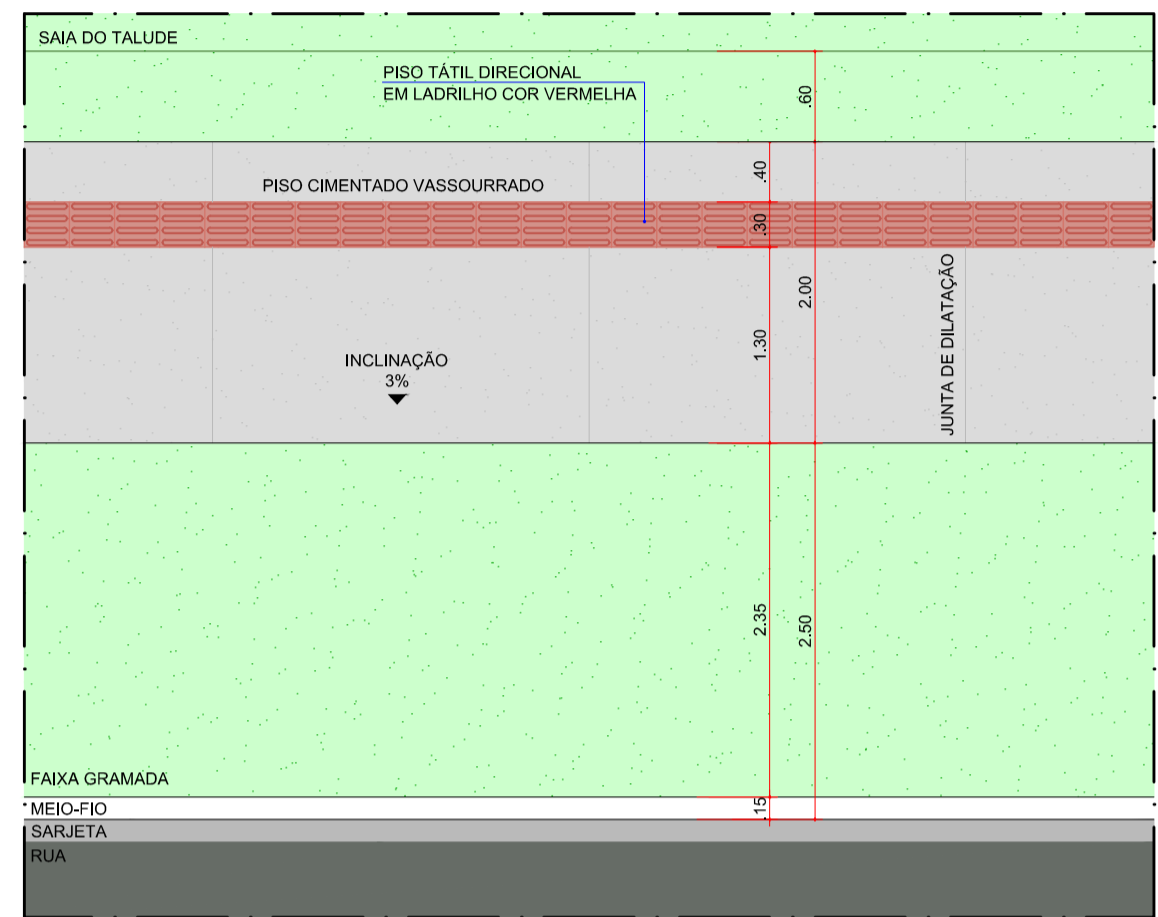 SAIA DO TALUDE
PISO TÁTIL DIRECIONAL
EM LADRILHO COR VERMELHA
.60
.40
PISO CIMENTADO VASSOURRADO
.30
2.00
1.30
JUNTA DE DILATAÇÃO
INCLINAÇÃO
3%
2.35
2.50
FAIXA GRAMADA
MEIO-FIO
.15
SARJETA
RUA